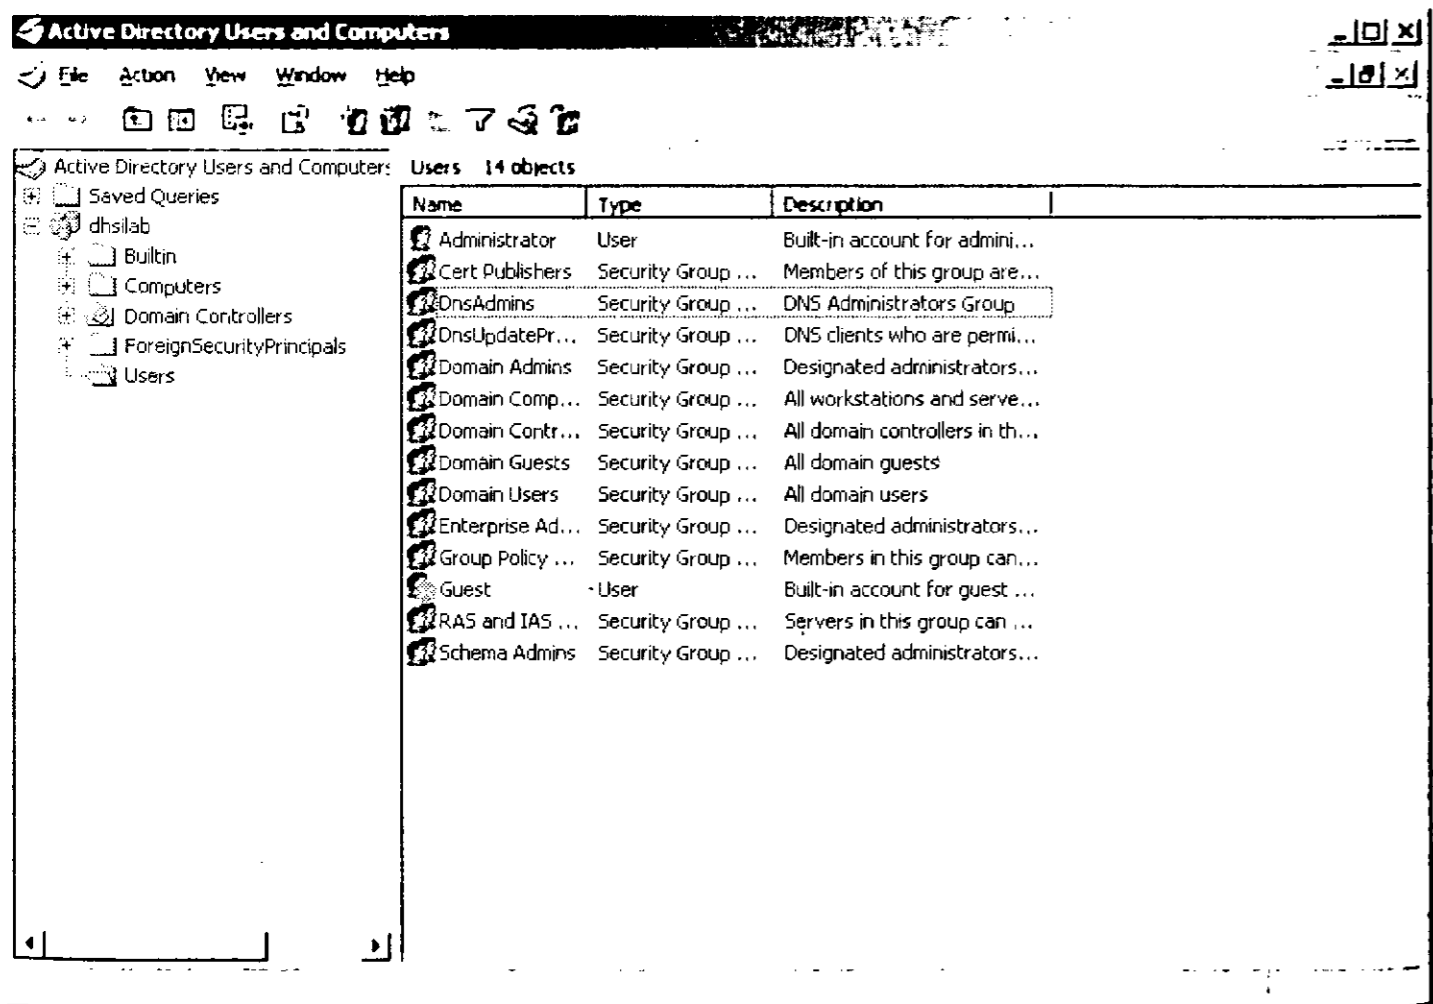 Active Directory Users and Computers
File Action View Window Help
Active Directory Users and Computers
Saved Queries
dhsilab
Builtin
Computers
Domain Controllers
ForeignSecurityPrincipals
Users
Users 14 objects
Name Type Description
Administrator User Built-in account for admini...
Cert Publishers Security Group ... Members of this group are...
DnsAdmins Security Group ... DNS Administrators Group
DnsUpdatePr... Security Group ... DNS clients who are permi...
Domain Admins Security Group ... Designated administrators...
Domain Comp... Security Group ... All workstations and serve...
Domain Contr... Security Group ... All domain controllers in th...
Domain Guests Security Group ... All domain guests
Domain Users Security Group ... All domain users
Enterprise Ad... Security Group ... Designated administrators...
Group Policy ... Security Group ... Members in this group can...
Guest User Built-in account for guest ...
RAS and IAS ... Security Group ... Servers in this group can ...
Schema Admins Security Group ... Designated administrators...